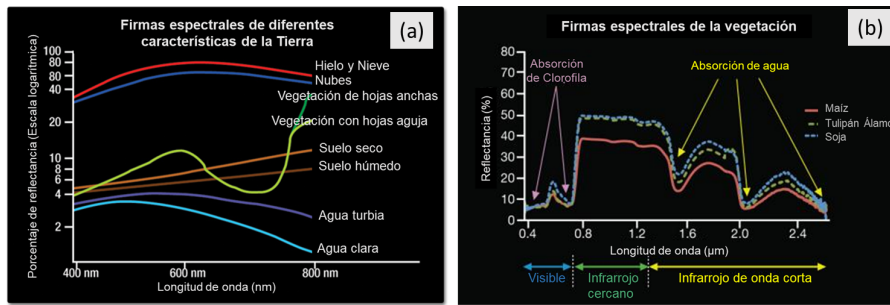 Firmas espectrales de diferentes
características de la Tierra
(a)
Porcentaje de reflectancia (Escala logarítmica)
100
80
60
40
20
10
8
6
4
2
Hielo y Nieve
Nubes
Vegetación de hojas anchas
Vegetación con hojas aguja
Suelo seco
Suelo húmedo
Agua turbia
Agua clara
400 nm
600 nm
800 nm
Longitud de onda (nm)
Firmas espectrales de la vegetación
(b)
Reflectancia (%)
80
70
60
50
40
30
20
10
0
Absorción
de Clorofila
Absorción de agua
Maíz
Tulipán Álamo
Soja
0.4
0.8
1.2
1.6
2.0
2.4
Longitud de onda (μm)
Visible
Infrarrojo
cercano
Infrarrojo de onda corta